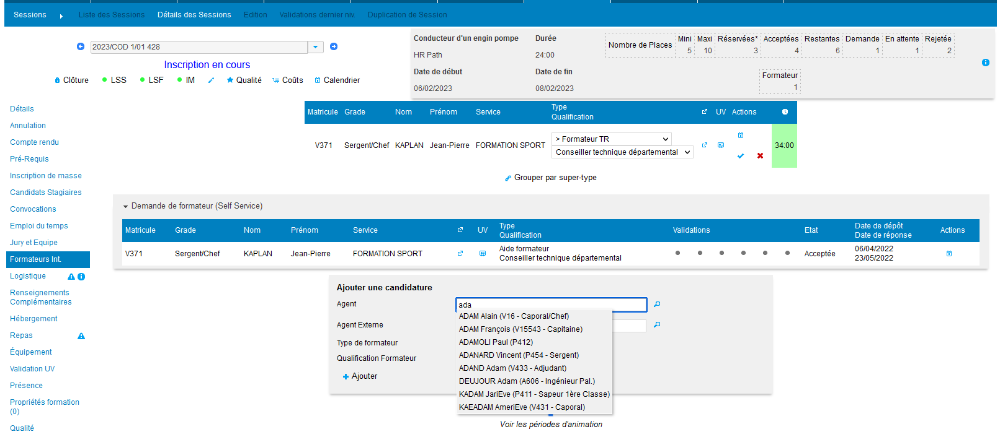 Sessions Liste des Sessions Détails des Sessions Edition Validations dernier niv. Duplication de Session
2023/COD 1/01 428
Inscription en cours
Clôture LSS LSF IM Qualité Coûts Calendrier
Conducteur d'un engin pompe Durée
HR Path 24:00
Date de début Date de fin
06/02/2023 08/02/2023
Nombre de Places Mini Maxi Réservées* Acceptées Restantes Demande En attente Rejetée
5 10 3 4 6 1 1 2
Formateur
1
Détails
Annulation
Compte rendu
Pré-Requis
Inscription de masse
Candidats Stagiaires
Convocations
Emploi du temps
Jury et Equipe
Formateurs Int.
Logistique
Renseignements
Complémentaires
Hébergement
Repas
Équipement
Validation UV
Présence
Propriétés formation
(0)
Qualité
Matricule Grade Nom Prénom Service Type UV Actions
Qualification
V371 Sergent/Chef KAPLAN Jean-Pierre FORMATION SPORT > Formateur TR 34:00
Conseiller technique départemental
Grouper par super-type
Demande de formateur (Self Service)
Matricule Grade Nom Prénom Service UV Type Validations Etat Date de dépôt Actions
Qualification Date de réponse
V371 Sergent/Chef KAPLAN Jean-Pierre FORMATION SPORT Aide formateur Acceptée 06/04/2022
Conseiller technique départemental 23/05/2022
Ajouter une candidature
Agent ada
Agent Externe
Type de formateur
Qualification Formateur
Ajouter
ADAM Alain (V16 - Caporal/Chef)
ADAM François (V15543 - Capitaine)
ADAMOLI Paul (P412)
ADANARD Vincent (P454 - Sergent)
ADAND Adam (V433 - Adjudant)
DEUJOUR Adam (A606 - Ingénieur Pal.)
KADAM JariEve (P411 - Sapeur 1ère Classe)
KAEADAM AmeriEve (V431 - Caporal)
Voir les périodes d'animation